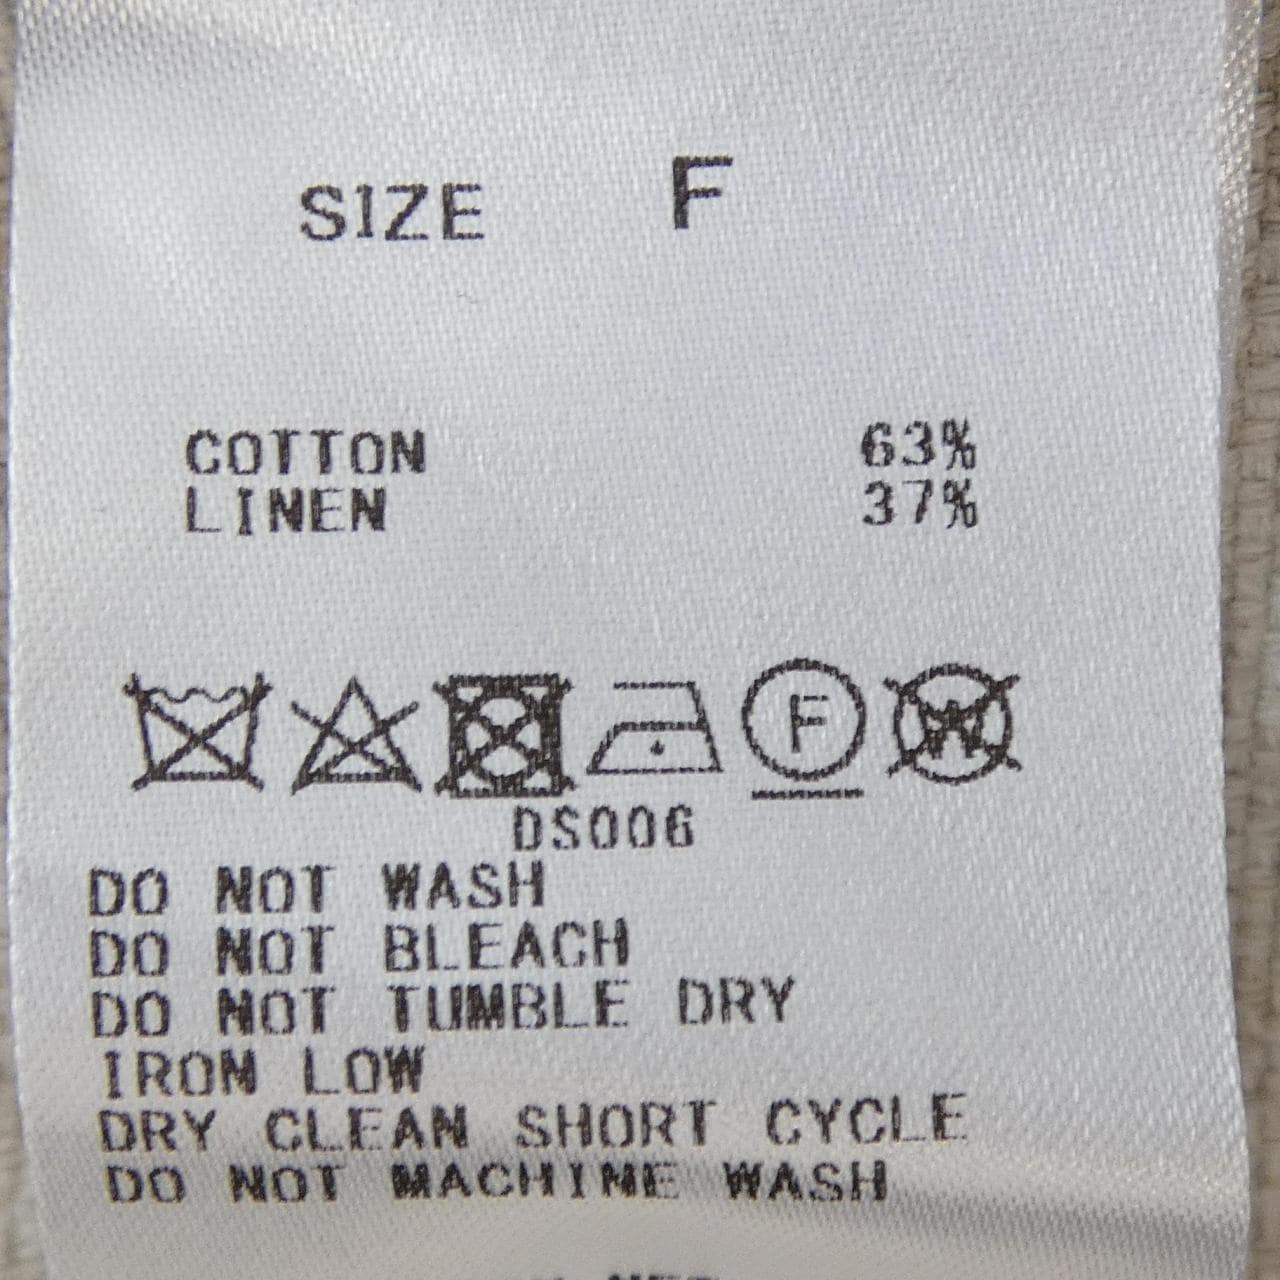 SIZE F
COTTON 63%
LINEN 37%
F W
DS006
DO NOT WASH
DO NOT BLEACH
DO NOT TUMBLE DRY
IRON LOW
DRY CLEAN SHORT CYCLE
DO NOT MACHINE WASH